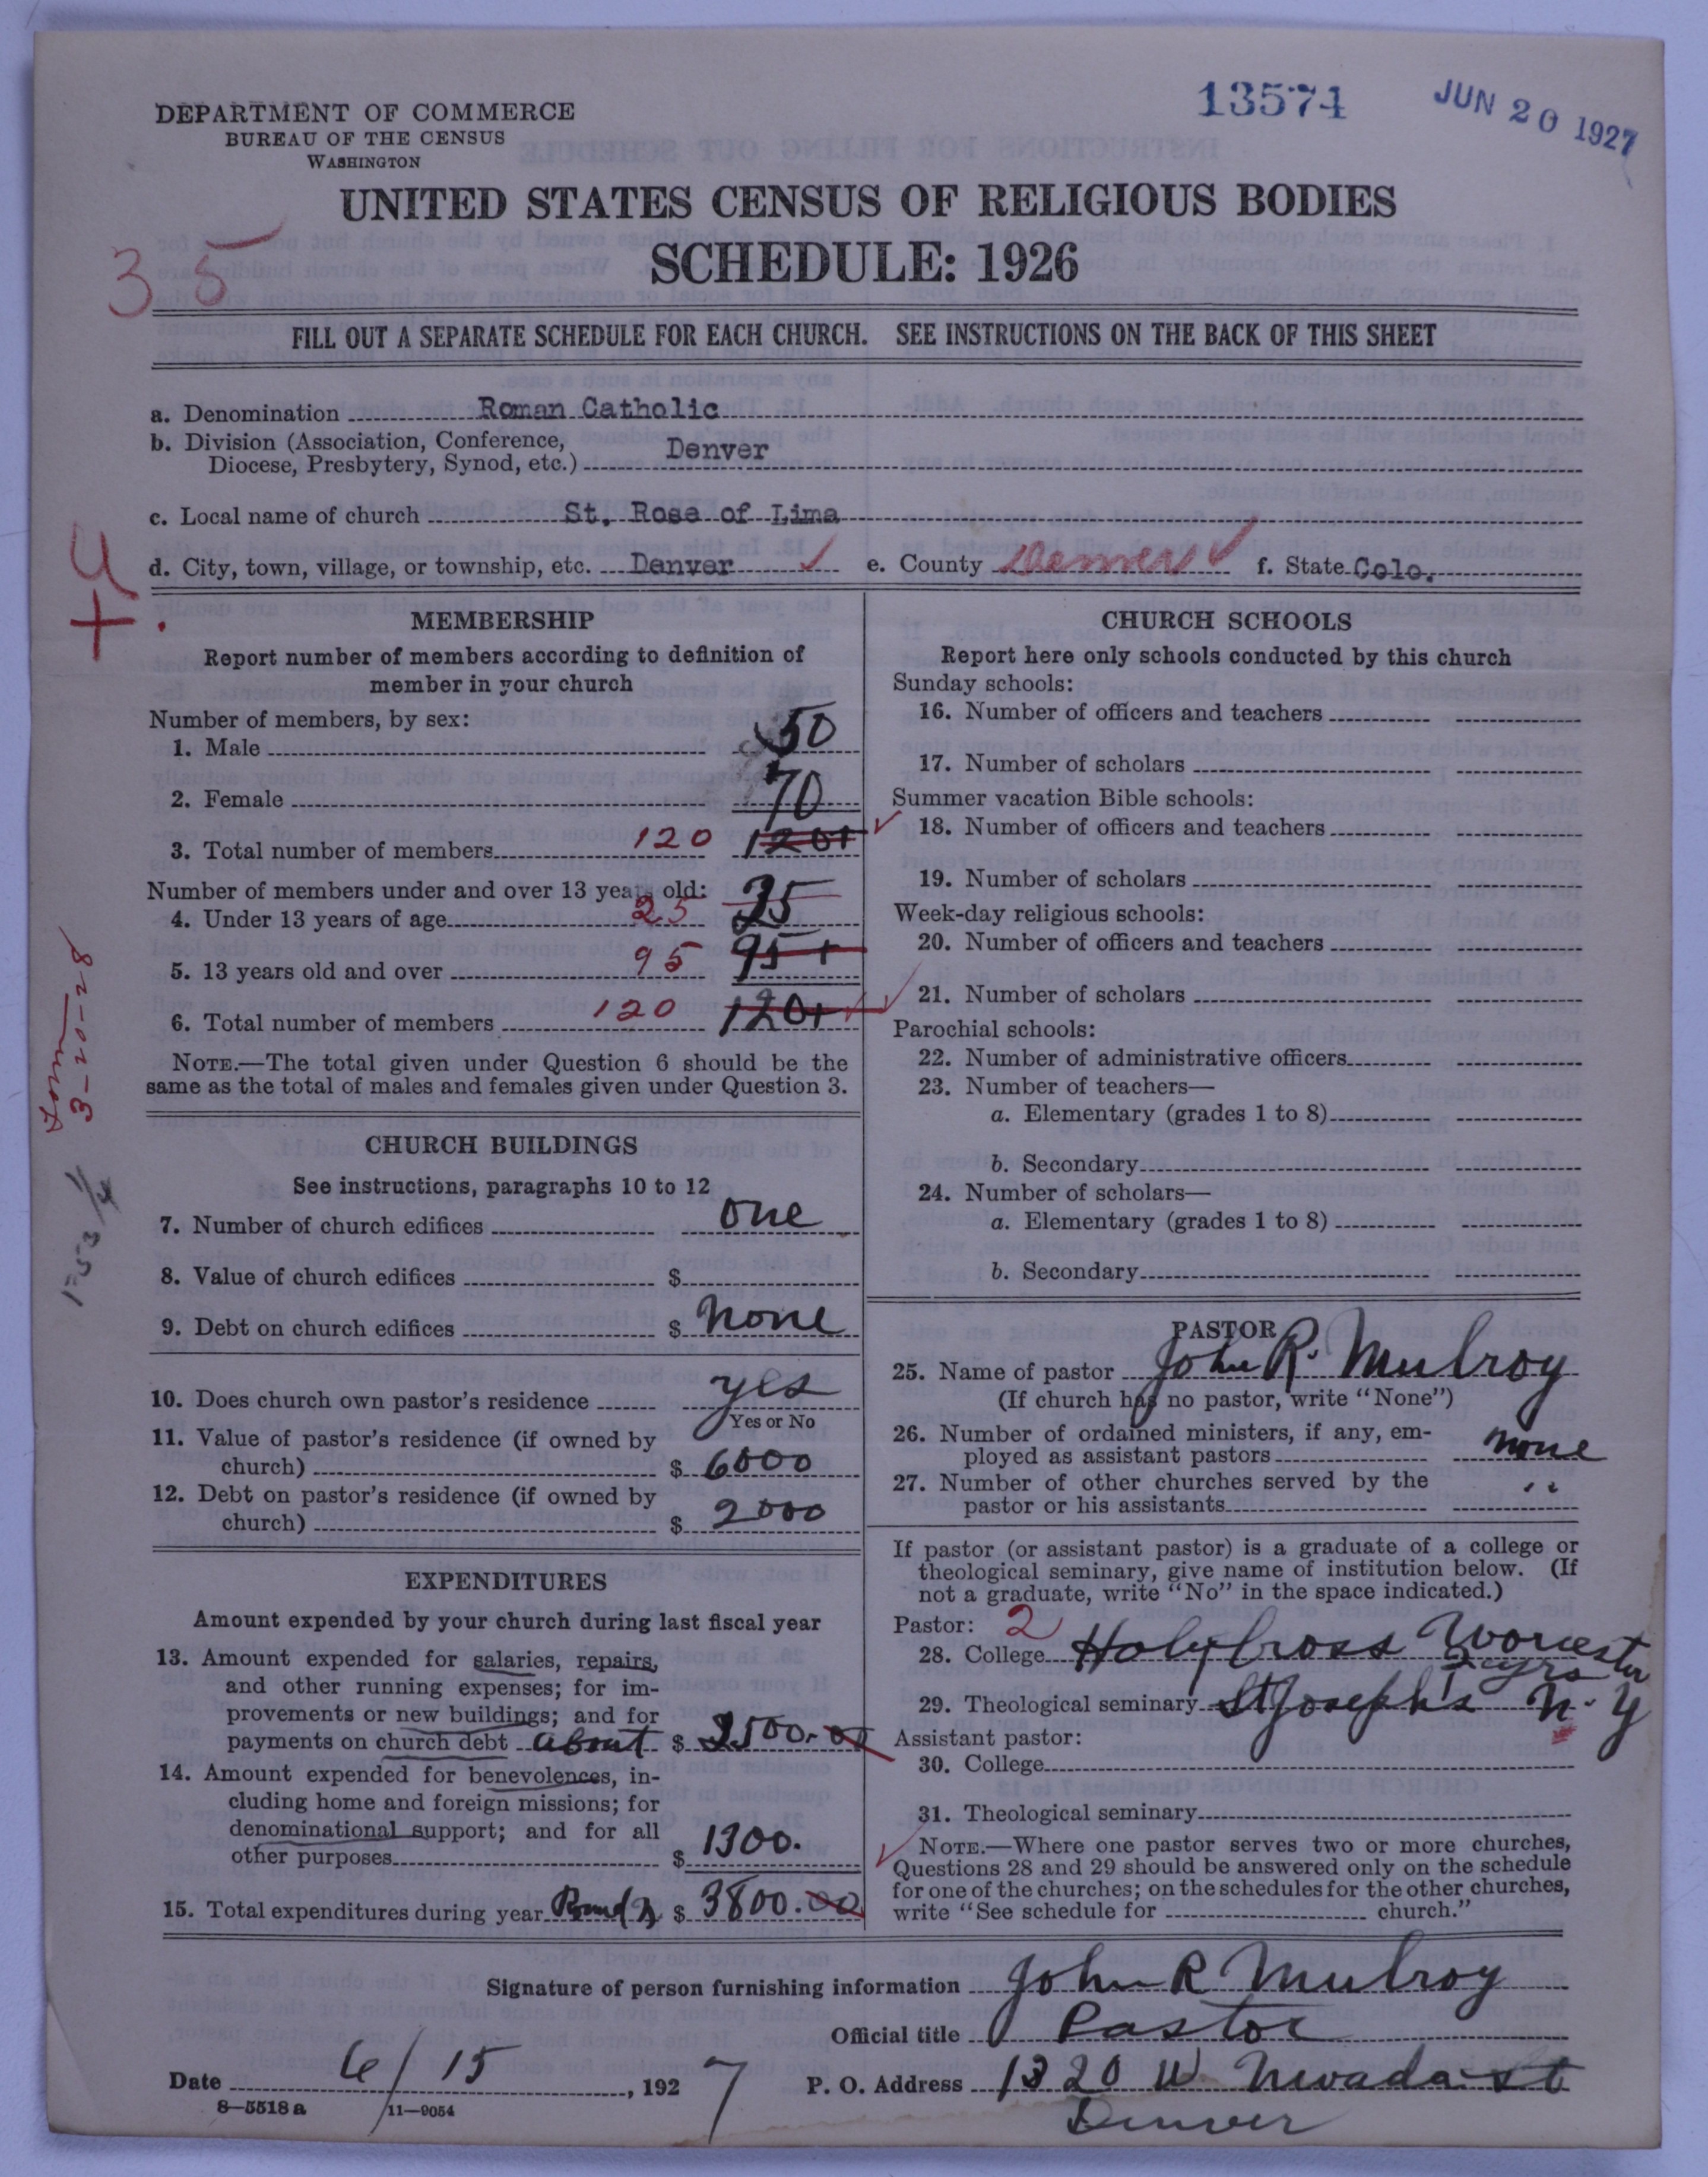 DEPARTMENT OF COMMERCE
BUREAU OF THE CENSUS
WASHINGTON
13574
JUN 20 1927
UNITED STATES CENSUS OF RELIGIOUS BODIES
SCHEDULE: 1926
35
FILL OUT A SEPARATE SCHEDULE FOR EACH CHURCH. SEE INSTRUCTIONS ON THE BACK OF THIS SHEET
a. Denomination Roman Catholic
b. Division (Association, Conference,
Diocese, Presbytery, Synod, etc.) Denver
c. Local name of church St. Rose of Lima
d. City, town, village, or township, etc. Denver ✓ e. County Denver ✓ f. State Colo.
MEMBERSHIP
Report number of members according to definition of
member in your church
Number of members, by sex:
1. Male 50
2. Female 70
3. Total number of members 120 120+
Number of members under and over 13 years old:
4. Under 13 years of age 25 25
5. 13 years old and over 95 95+
6. Total number of members 120 120+
NOTE.—The total given under Question 6 should be the
same as the total of males and females given under Question 3.
3-20-28
CHURCH BUILDINGS
See instructions, paragraphs 10 to 12
7. Number of church edifices one
8. Value of church edifices $
9. Debt on church edifices $ none
10. Does church own pastor's residence yes
Yes or No
11. Value of pastor's residence (if owned by
church) $ 6000
12. Debt on pastor's residence (if owned by
church) $ 2000
EXPENDITURES
Amount expended by your church during last fiscal year
13. Amount expended for salaries, repairs,
and other running expenses; for im-
provements or new buildings; and for
payments on church debt about $ 2500.00
14. Amount expended for benevolences, in-
cluding home and foreign missions; for
denominational support; and for all
other purposes $ 1300.
15. Total expenditures during year $ 3800.00
CHURCH SCHOOLS
Report here only schools conducted by this church
Sunday schools:
16. Number of officers and teachers
17. Number of scholars
Summer vacation Bible schools:
18. Number of officers and teachers
19. Number of scholars
Week-day religious schools:
20. Number of officers and teachers
21. Number of scholars
Parochial schools:
22. Number of administrative officers
23. Number of teachers—
a. Elementary (grades 1 to 8)
b. Secondary
24. Number of scholars—
a. Elementary (grades 1 to 8)
b. Secondary
PASTOR
25. Name of pastor John R. Mulroy
(If church has no pastor, write "None")
26. Number of ordained ministers, if any, em-
ployed as assistant pastors none
27. Number of other churches served by the
pastor or his assistants "
If pastor (or assistant pastor) is a graduate of a college or
theological seminary, give name of institution below. (If
not a graduate, write "No" in the space indicated.)
Pastor: 2
28. College Holy Cross Worcester
2 yrs
29. Theological seminary St Joseph's N. Y
Assistant pastor:
30. College
31. Theological seminary
NOTE.—Where one pastor serves two or more churches,
Questions 28 and 29 should be answered only on the schedule
for one of the churches; on the schedules for the other churches,
write "See schedule for church."
Signature of person furnishing information John R Mulroy
Official title Pastor
Date 6/15, 1927 P. O. Address 1320 W. Nevada st
Denver
8—5518 a 11—9054